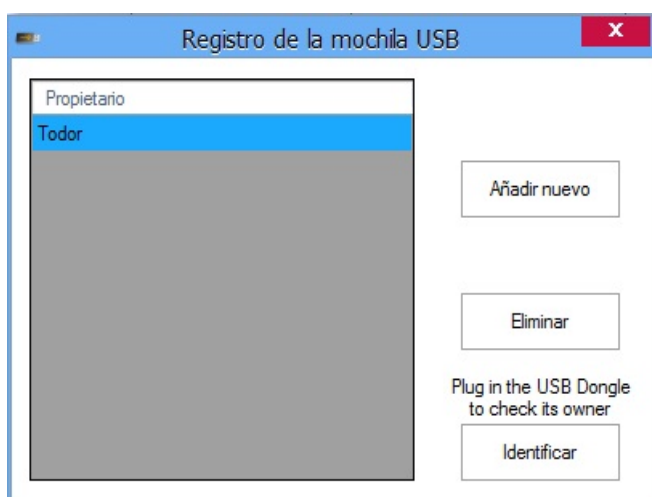 Registro de la mochila USB
x
Propietario
Todor
Añadir nuevo
Eliminar
Plug in the USB Dongle
to check its owner
Identificar